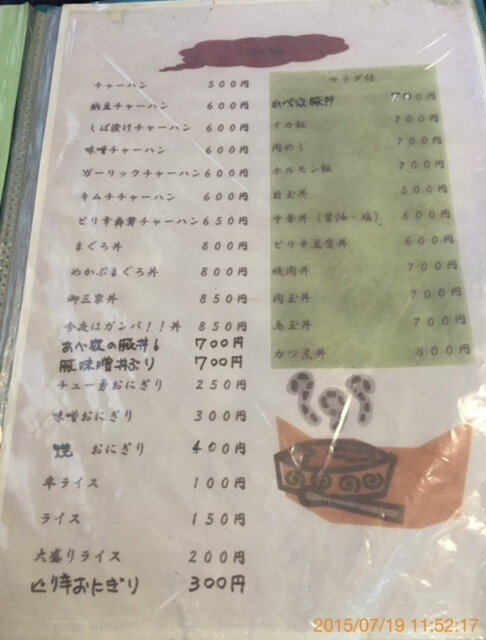 チャーハン 500円
納豆チャーハン 600円
しば漬けチャーハン 600円
味噌チャーハン 600円
ガーリックチャーハン 600円
キムチチャーハン 600円
ピリ辛高菜チャーハン 650円
まぐろ丼 800円
めかぶまぐろ丼 800円
御三家丼 850円
今夜はガンバ!!丼 850円
あべ家の豚丼 700円
豚味噌丼 700円
おにぎり 250円
味噌おにぎり 300円
焼 おにぎり 400円
半ライス 100円
ライス 150円
大盛りライス 200円
ピリ辛おにぎり 300円
サラダ付
あべ家豚丼 700円
イカ飯 700円
肉めし 700円
ホルモン飯 700円
目玉丼 500円
中華丼(醤油・塩) 600円
ピリ辛豆腐丼 600円
焼肉丼 700円
肉玉丼 700円
鳥玉丼 700円
カツ煮丼 800円
2015/07/19 11:52:17